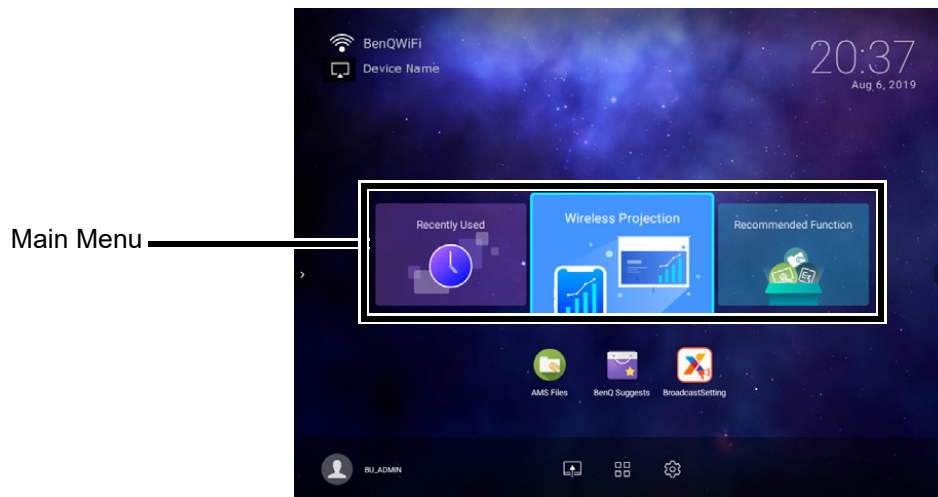 BenQWiFi
Device Name
20:37
Aug 6, 2019
Main Menu
Recently Used
Wireless Projection
Recommended Function
AMS Files
BenQ Suggests
BroadcastSetting
BU_ADMIN